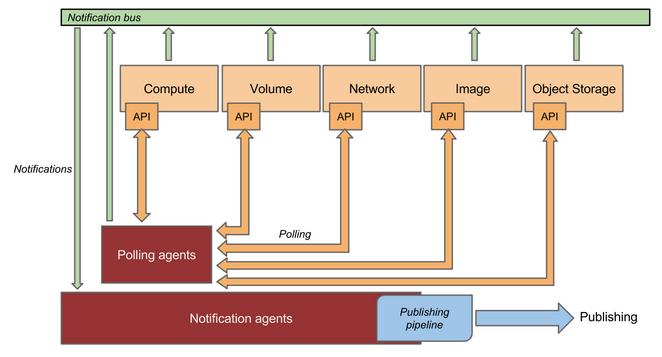 Notification bus
Compute
Volume
Network
Image
Object Storage
API
API
API
API
API
Notifications
Polling
Polling agents
Notification agents
Publishing
pipeline
Publishing